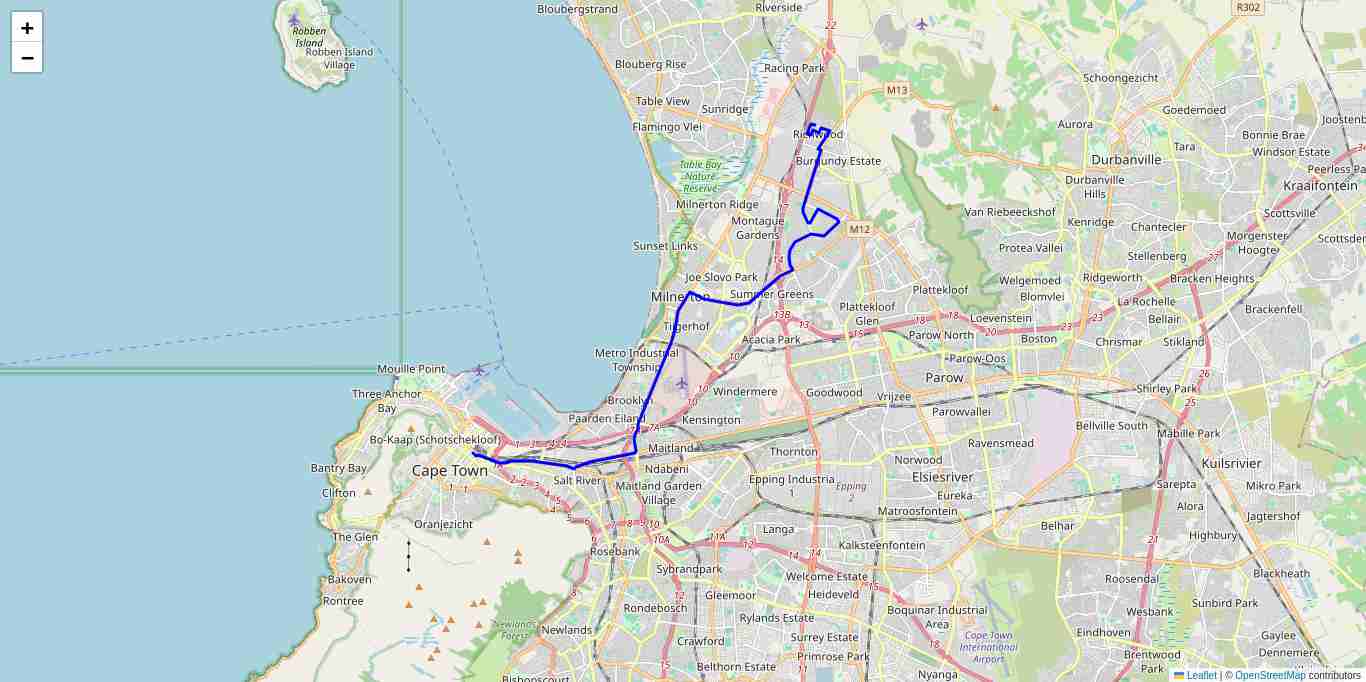 +
−
Bloubergstrand
Riverside
22
R302
Robben
Island
Robben Island
Village
Blouberg Rise
Racing Park
Schoongezicht
M13
Table View
Sunridge
Goedemoed
Flamingo Vlei
Aurora
Bonnie Brae
Tara
Windsor Estate
34
Burgundy Estate
Durbanville
Table Bay
Nature
Reserve
Durbanville
Hills
Kraaifontein
Milnerton Ridge
13
Van Riebeeckshof
Kenridge
Scottsville
Montague
Gardens
M12
Chantecler
Morgenster
Hoogte
Sunset Links
Protea Vallei
Stellenberg
14
Joe Slovo Park
Welgemoed
Ridgeworth
Bracken Heights
Milnerton
Summer Greens
Plattekloof
Blomvlei
La Rochelle
Plattekloof
Glen
Brackenfell
13B
13
15
18
Loevenstein
20
23
Bellair
Tijgerhof
Acacia Park
Parow North
Boston
Chrismar
Stikland
Metro Industrial
Township
10
Parow-Oos
26
Mouille Point
Parow
Three Anchor
Bay
10
Windermere
Goodwood
Vrijzee
Shirley Park
25
Brooklyn
10
Parowvallei
Paarden Eiland
Kensington
7A
Bellville South
Mabille Park
Bo-Kaap (Schotschekloof)
4
4
Maitland
Ravensmead
Thornton
Norwood
Kuilsrivier
Bantry Bay
Cape Town
Ndabeni
Elsiesriver
Clifton
Salt River
Maitland Garden
Village
Epping Industria
1
Epping
2
Eureka
Sarepta
Mikro Park
Oranjezicht
Matroosfontein
Alora
Jagtershof
The Glen
Langa
Belhar
Highbury
Rosebank
10A
11A
14
14
Kalksteenfontein
21
Bakoven
Sybrandpark
Welcome Estate
Roosendal
Blackheath
Rontree
Gleemoor
Heideveld
Rondebosch
12
Boquinar Industrial
Area
Wesbank
Sunbird Park
Newlands
Forest
Newlands
Rylands Estate
Crawford
Surrey Estate
Cape Town
International
Airport
Eindhoven
Gaylee
Primrose Park
Brentwood
Park
Dennemere
15
Belthorn Estate
Nyanga
Bishopscourt
Leaflet | © OpenStreetMap contributors